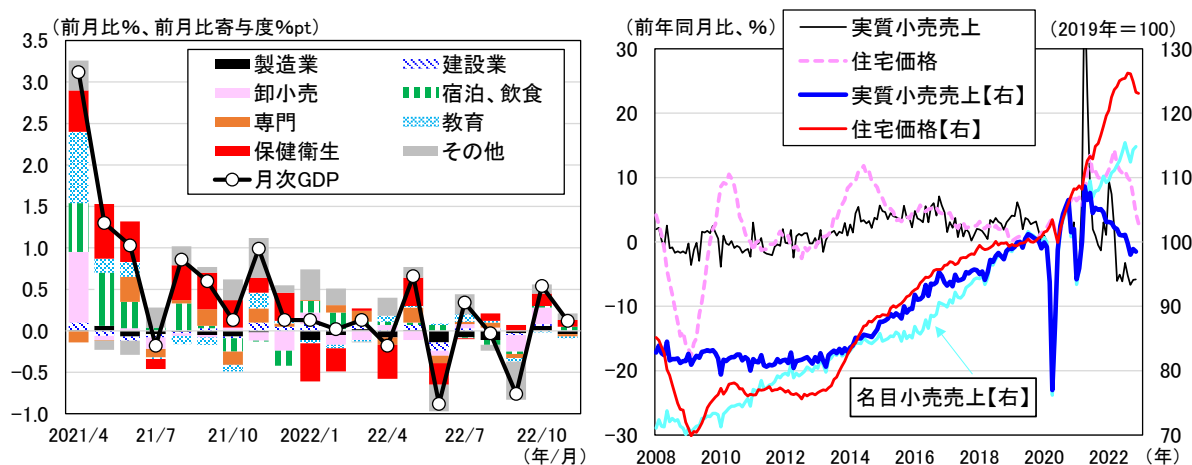 （前月比%、前月比寄与度%pt）
3.5
3.0
2.5
2.0
1.5
1.0
0.5
0.0
−0.5
−1.0
製造業
建設業
卸小売
宿泊、飲食
専門
教育
保健衛生
その他
月次GDP
2021/4
21/7
21/10
2022/1
22/4
22/7
22/10
（年/月）
（前年同月比、%）
（2019年＝100）
30
20
10
0
−10
−20
−30
実質小売売上
住宅価格
実質小売売上【右】
住宅価格【右】
名目小売売上【右】
130
120
110
100
90
80
70
2008
2010
2012
2014
2016
2018
2020
2022
（年）